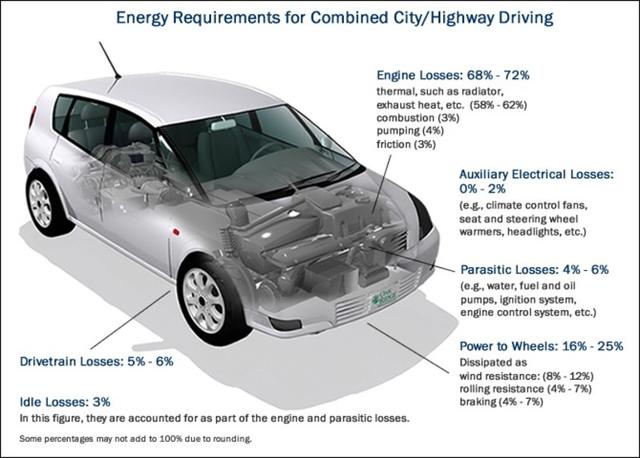 Energy Requirements for Combined City/Highway Driving
Engine Losses: 68% - 72%
thermal, such as radiator,
exhaust heat, etc. (58% - 62%)
combustion (3%)
pumping (4%)
friction (3%)
Auxiliary Electrical Losses:
0% - 2%
(e.g., climate control fans,
seat and steering wheel
warmers, headlights, etc.)
Parasitic Losses: 4% - 6%
(e.g., water, fuel and oil
pumps, ignition system,
engine control system, etc.)
Power to Wheels: 16% - 25%
Dissipated as
wind resistance: (8% - 12%)
rolling resistance (4% - 7%)
braking (4% - 7%)
Drivetrain Losses: 5% - 6%
Idle Losses: 3%
In this figure, they are accounted for as part of the engine and parasitic losses.
Some percentages may not add to 100% due to rounding.